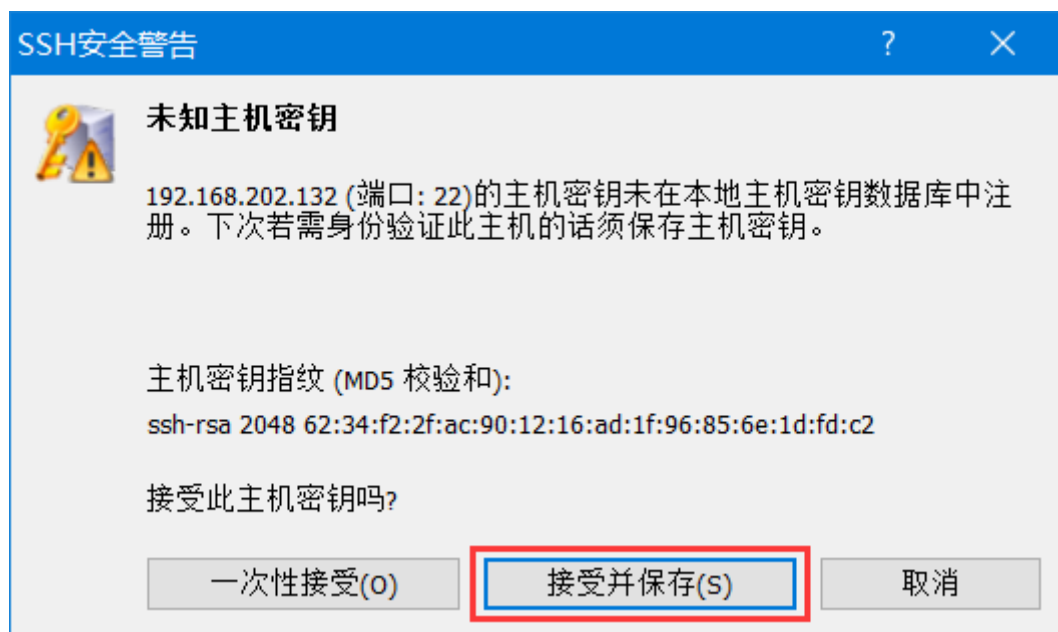 SSH安全警告
未知主机密钥
192.168.202.132 (端口: 22)的主机密钥未在本地主机密钥数据库中注
册。下次若需身份验证此主机的话须保存主机密钥。
主机密钥指纹 (MD5 校验和):
ssh-rsa 2048 62:34:f2:2f:ac:90:12:16:ad:1f:96:85:6e:1d:fd:c2
接受此主机密钥吗?
一次性接受(O) 接受并保存(S) 取消